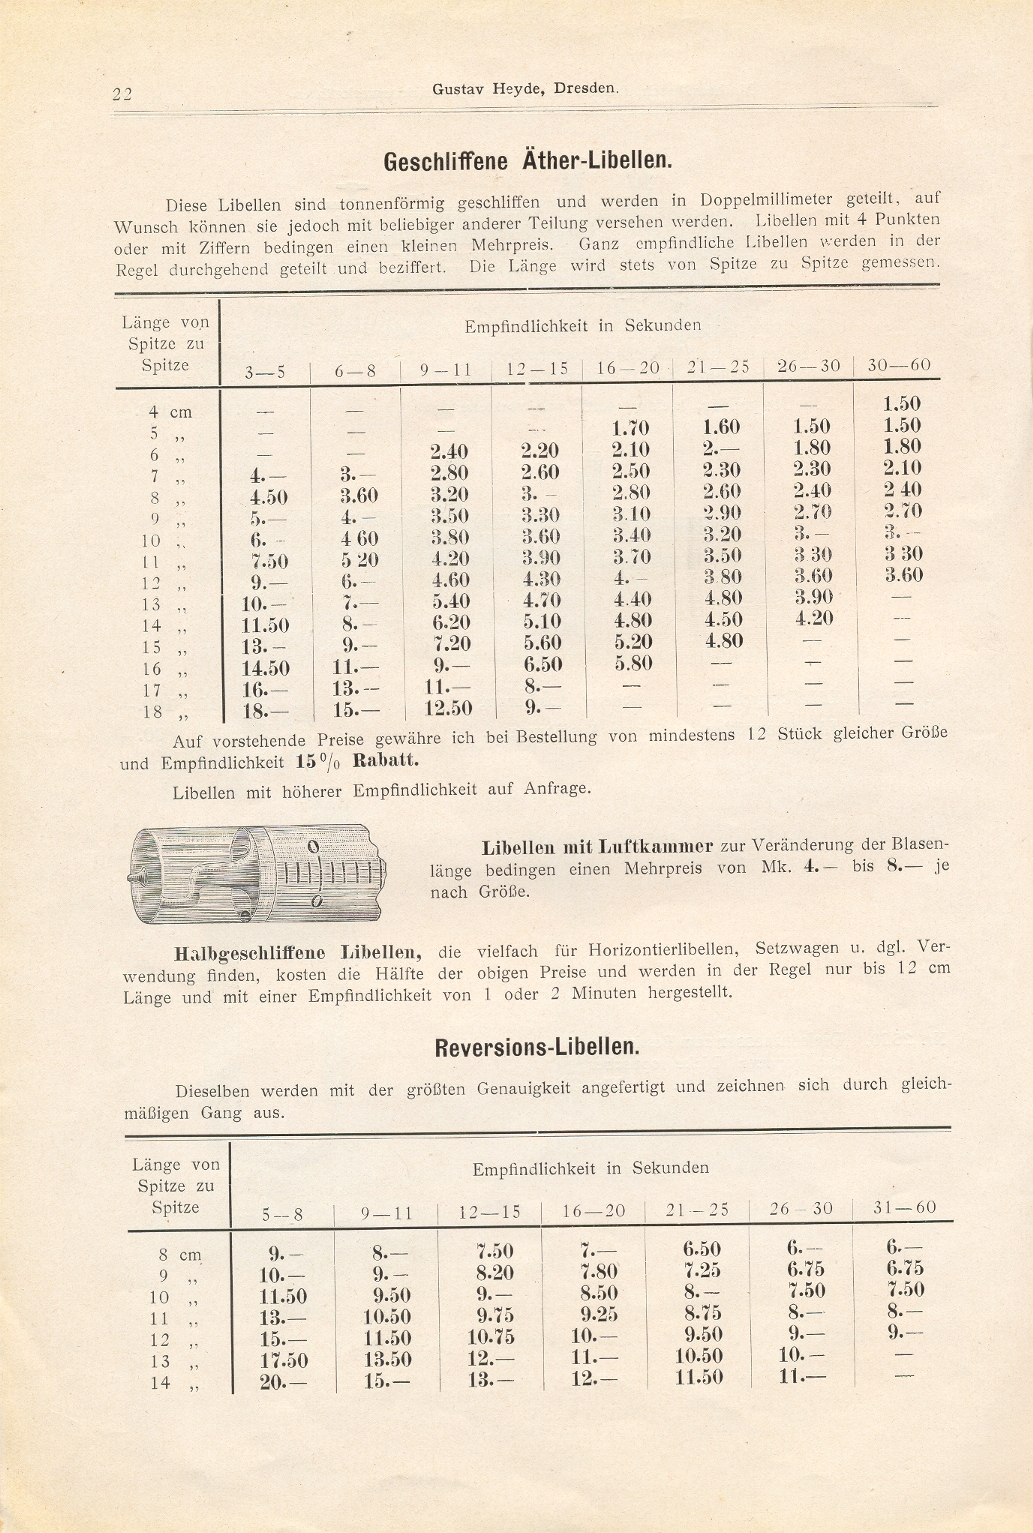 22
Gustav Heyde, Dresden.
Geschliffene Äther-Libellen.
Diese Libellen sind tonnenförmig geschliffen und werden in Doppelmillimeter geteilt, auf
Wunsch können sie jedoch mit beliebiger anderer Teilung versehen werden. Libellen mit 4 Punkten
oder mit Ziffern bedingen einen kleinen Mehrpreis. Ganz empfindliche Libellen werden in der
Regel durchgehend geteilt und beziffert. Die Länge wird stets von Spitze zu Spitze gemessen.
Länge von Spitze zu Spitze
Empfindlichkeit in Sekunden
3—5 6—8 9—11 12—15 16—20 21—25 26—30 30—60
4 cm — — — — — — — 1.50
5 „ — — — — 1.70 1.60 1.50 1.50
6 „ — — 2.40 2.20 2.10 2.— 1.80 1.80
7 „ 4.— 3.— 2.80 2.60 2.50 2.30 2.30 2.10
8 „ 4.50 3.60 3.20 3.— 2.80 2.60 2.40 2 40
9 „ 5.— 4.— 3.50 3.30 3.10 2.90 2.70 2.70
10 „ 6.— 4 60 3.80 3.60 3.40 3.20 3.— 3.—
11 „ 7.50 5 20 4.20 3.90 3.70 3.50 3 30 3 30
12 „ 9.— 6.— 4.60 4.30 4.— 3 80 3.60 3.60
13 „ 10.— 7.— 5.40 4.70 4.40 4.80 3.90 —
14 „ 11.50 8.— 6.20 5.10 4.80 4.50 4.20 —
15 „ 13.— 9.— 7.20 5.60 5.20 4.80 — —
16 „ 14.50 11.— 9.— 6.50 5.80 — — —
17 „ 16.— 13.— 11.— 8.— — — — —
18 „ 18.— 15.— 12.50 9.— — — — —
Auf vorstehende Preise gewähre ich bei Bestellung von mindestens 12 Stück gleicher Größe
und Empfindlichkeit 15% Rabatt.
Libellen mit höherer Empfindlichkeit auf Anfrage.
0
0
Libellen mit Luftkammer zur Veränderung der Blasen-
länge bedingen einen Mehrpreis von Mk. 4.— bis 8.— je
nach Größe.
Halbgeschliffene Libellen, die vielfach für Horizontierlibellen, Setzwagen u. dgl. Ver-
wendung finden, kosten die Hälfte der obigen Preise und werden in der Regel nur bis 12 cm
Länge und mit einer Empfindlichkeit von 1 oder 2 Minuten hergestellt.
Reversions-Libellen.
Dieselben werden mit der größten Genauigkeit angefertigt und zeichnen sich durch gleich-
mäßigen Gang aus.
Länge von Spitze zu Spitze
Empfindlichkeit in Sekunden
5—8 9—11 12—15 16—20 21—25 26—30 31—60
8 cm 9.— 8.— 7.50 7.— 6.50 6.— 6.—
9 „ 10.— 9.— 8.20 7.80 7.25 6.75 6.75
10 „ 11.50 9.50 9.— 8.50 8.— 7.50 7.50
11 „ 13.— 10.50 9.75 9.25 8.75 8.— 8.—
12 „ 15.— 11.50 10.75 10.— 9.50 9.— 9.—
13 „ 17.50 13.50 12.— 11.— 10.50 10.— —
14 „ 20.— 15.— 13.— 12.— 11.50 11.— —